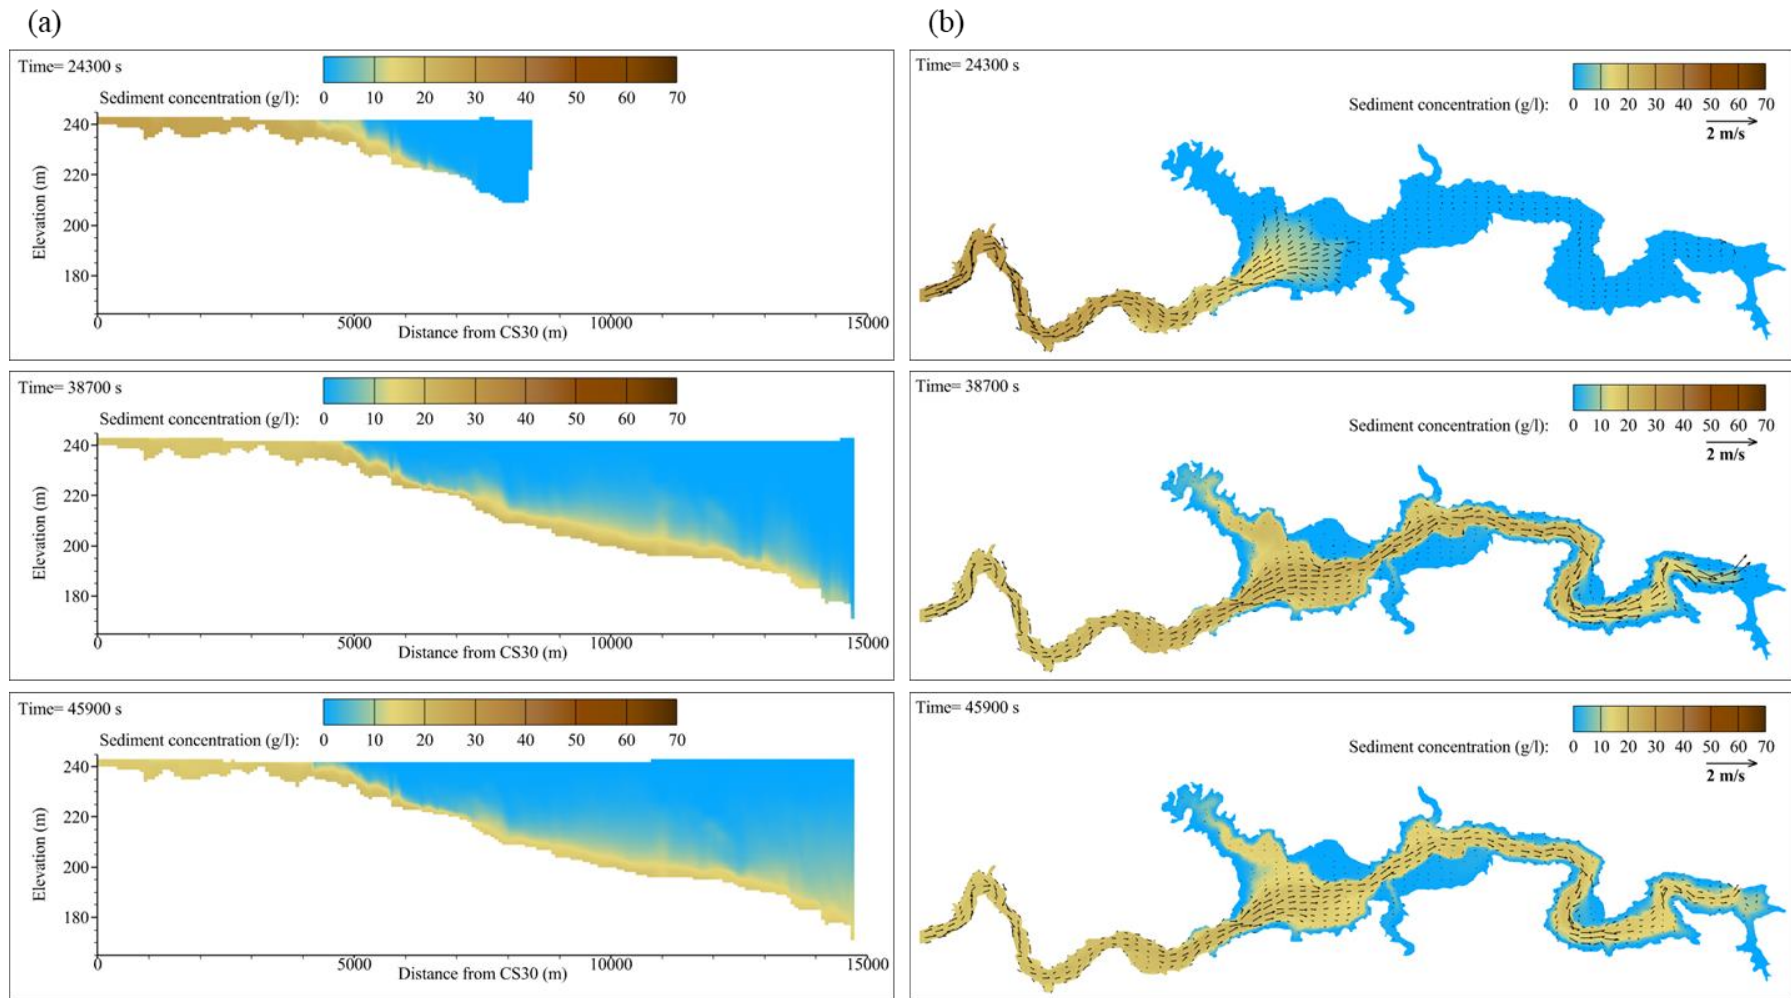 (a)
(b)
Time= 24300 s
Sediment concentration (g/l): 0 10 20 30 40 50 60 70
Elevation (m)
240
220
200
180
0 5000 10000 15000
Distance from CS30 (m)
Time= 24300 s
Sediment concentration (g/l): 0 10 20 30 40 50 60 70
2 m/s
Time= 38700 s
Sediment concentration (g/l): 0 10 20 30 40 50 60 70
Elevation (m)
240
220
200
180
0 5000 10000 15000
Distance from CS30 (m)
Time= 38700 s
Sediment concentration (g/l): 0 10 20 30 40 50 60 70
2 m/s
Time= 45900 s
Sediment concentration (g/l): 0 10 20 30 40 50 60 70
Elevation (m)
240
220
200
180
0 5000 10000 15000
Distance from CS30 (m)
Time= 45900 s
Sediment concentration (g/l): 0 10 20 30 40 50 60 70
2 m/s